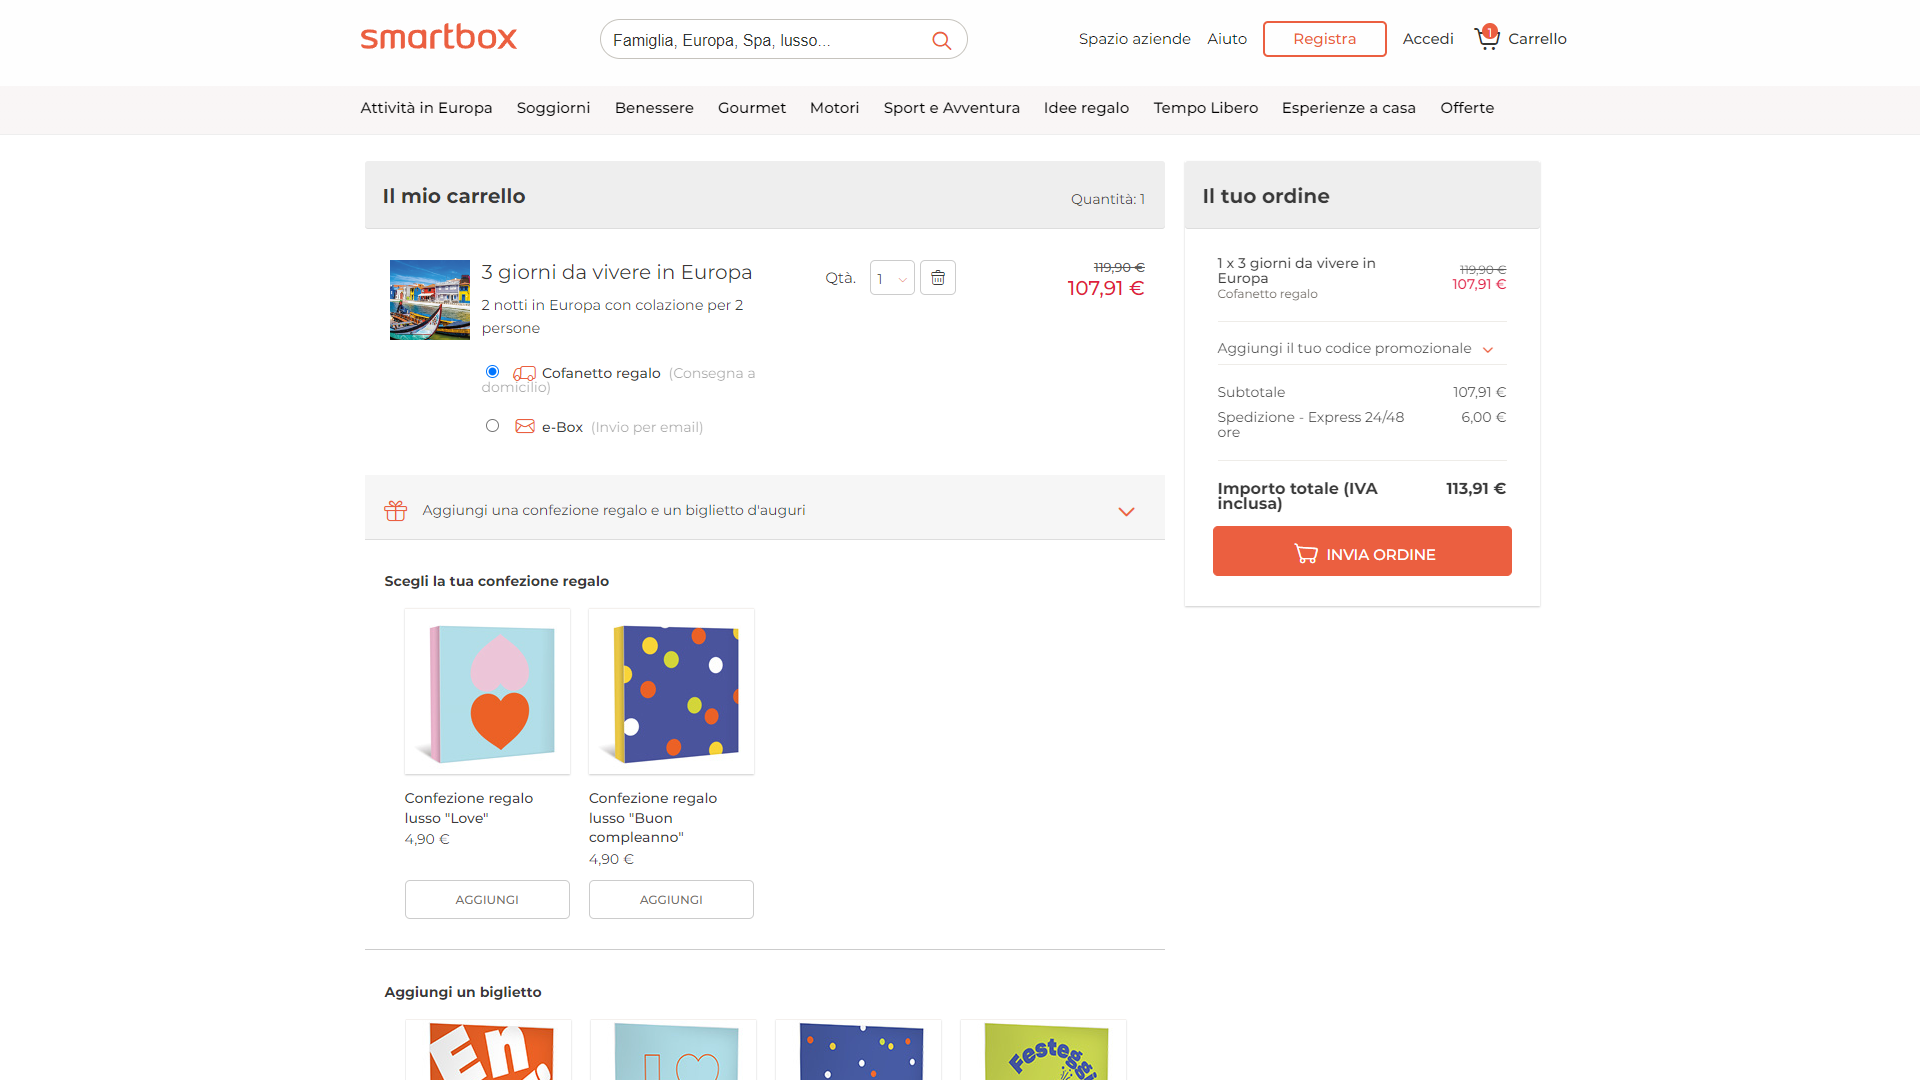 smartbox
Famiglia, Europa, Spa, lusso...
Spazio aziende
Aiuto
Registra
Accedi
1
Carrello
Attività in Europa
Soggiorni
Benessere
Gourmet
Motori
Sport e Avventura
Idee regalo
Tempo Libero
Esperienze a casa
Offerte
Il mio carrello
Quantità: 1
3 giorni da vivere in Europa
2 notti in Europa con colazione per 2
persone
Qtà.
1
119,90 €
107,91 €
Cofanetto regalo (Consegna a
domicilio)
e-Box (Invio per email)
Aggiungi una confezione regalo e un biglietto d'auguri
Scegli la tua confezione regalo
Confezione regalo
lusso "Love"
4,90 €
AGGIUNGI
Confezione regalo
lusso "Buon
compleanno"
4,90 €
AGGIUNGI
Aggiungi un biglietto
En
I
Festeggi
Il tuo ordine
1 x 3 giorni da vivere in
Europa
Cofanetto regalo
119,90 €
107,91 €
Aggiungi il tuo codice promozionale
Subtotale
107,91 €
Spedizione - Express 24/48
ore
6,00 €
Importo totale (IVA
inclusa)
113,91 €
INVIA ORDINE